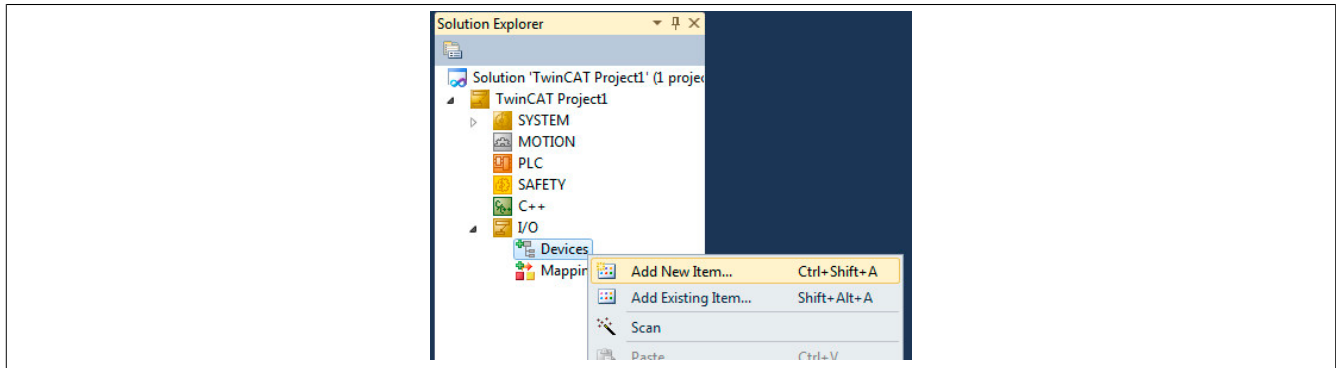 Solution Explorer
Solution 'TwinCAT Project1' (1 projec
TwinCAT Project1
SYSTEM
MOTION
PLC
SAFETY
C++
I/O
Devices
Mappin
Add New Item... Ctrl+Shift+A
Add Existing Item... Shift+Alt+A
Scan
Paste Ctrl+V